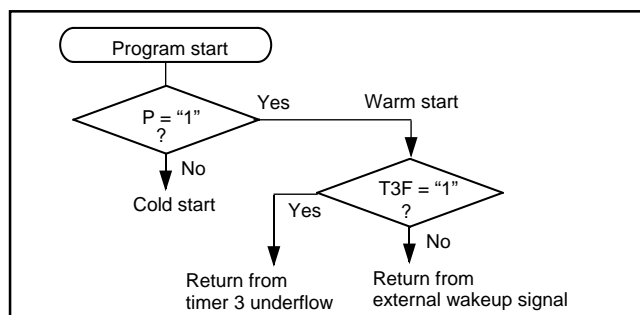 Program start
P = “1”
?
Yes
Warm start
No
Cold start
T3F = “1”
?
Yes
No
Return from
timer 3 underflow
Return from
external wakeup signal